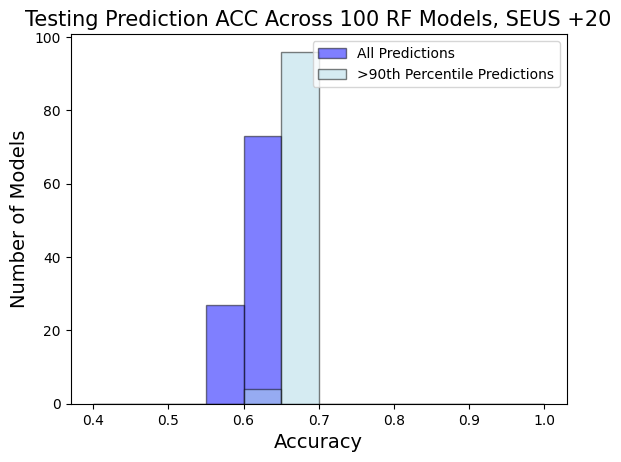 Testing Prediction ACC Across 100 RF Models, SEUS +20
All Predictions
>90th Percentile Predictions
Number of Models
100
80
60
40
20
0
0.4 0.5 0.6 0.7 0.8 0.9 1.0
Accuracy